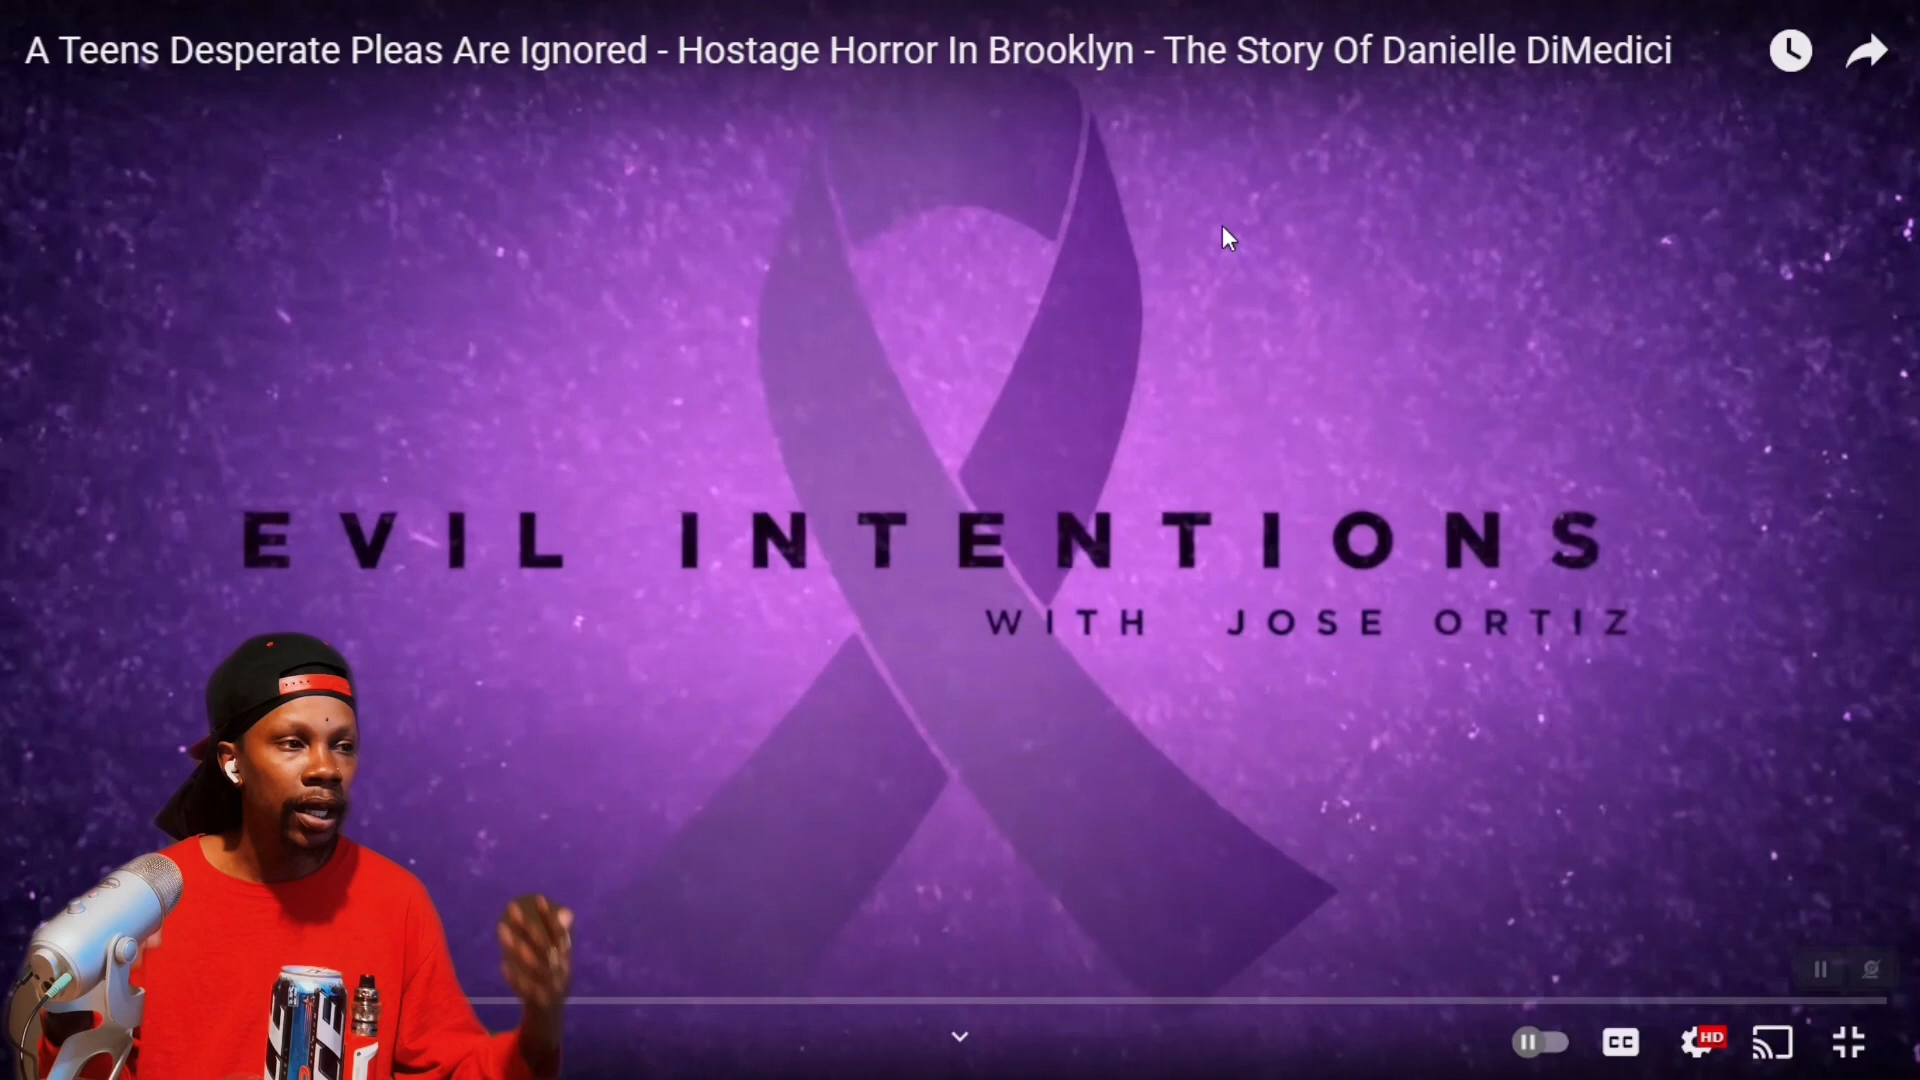 A Teens Desperate Pleas Are Ignored - Hostage Horror In Brooklyn - The Story Of Danielle DiMedici
EVIL INTENTIONS
WITH JOSE ORTIZ
CC
HD